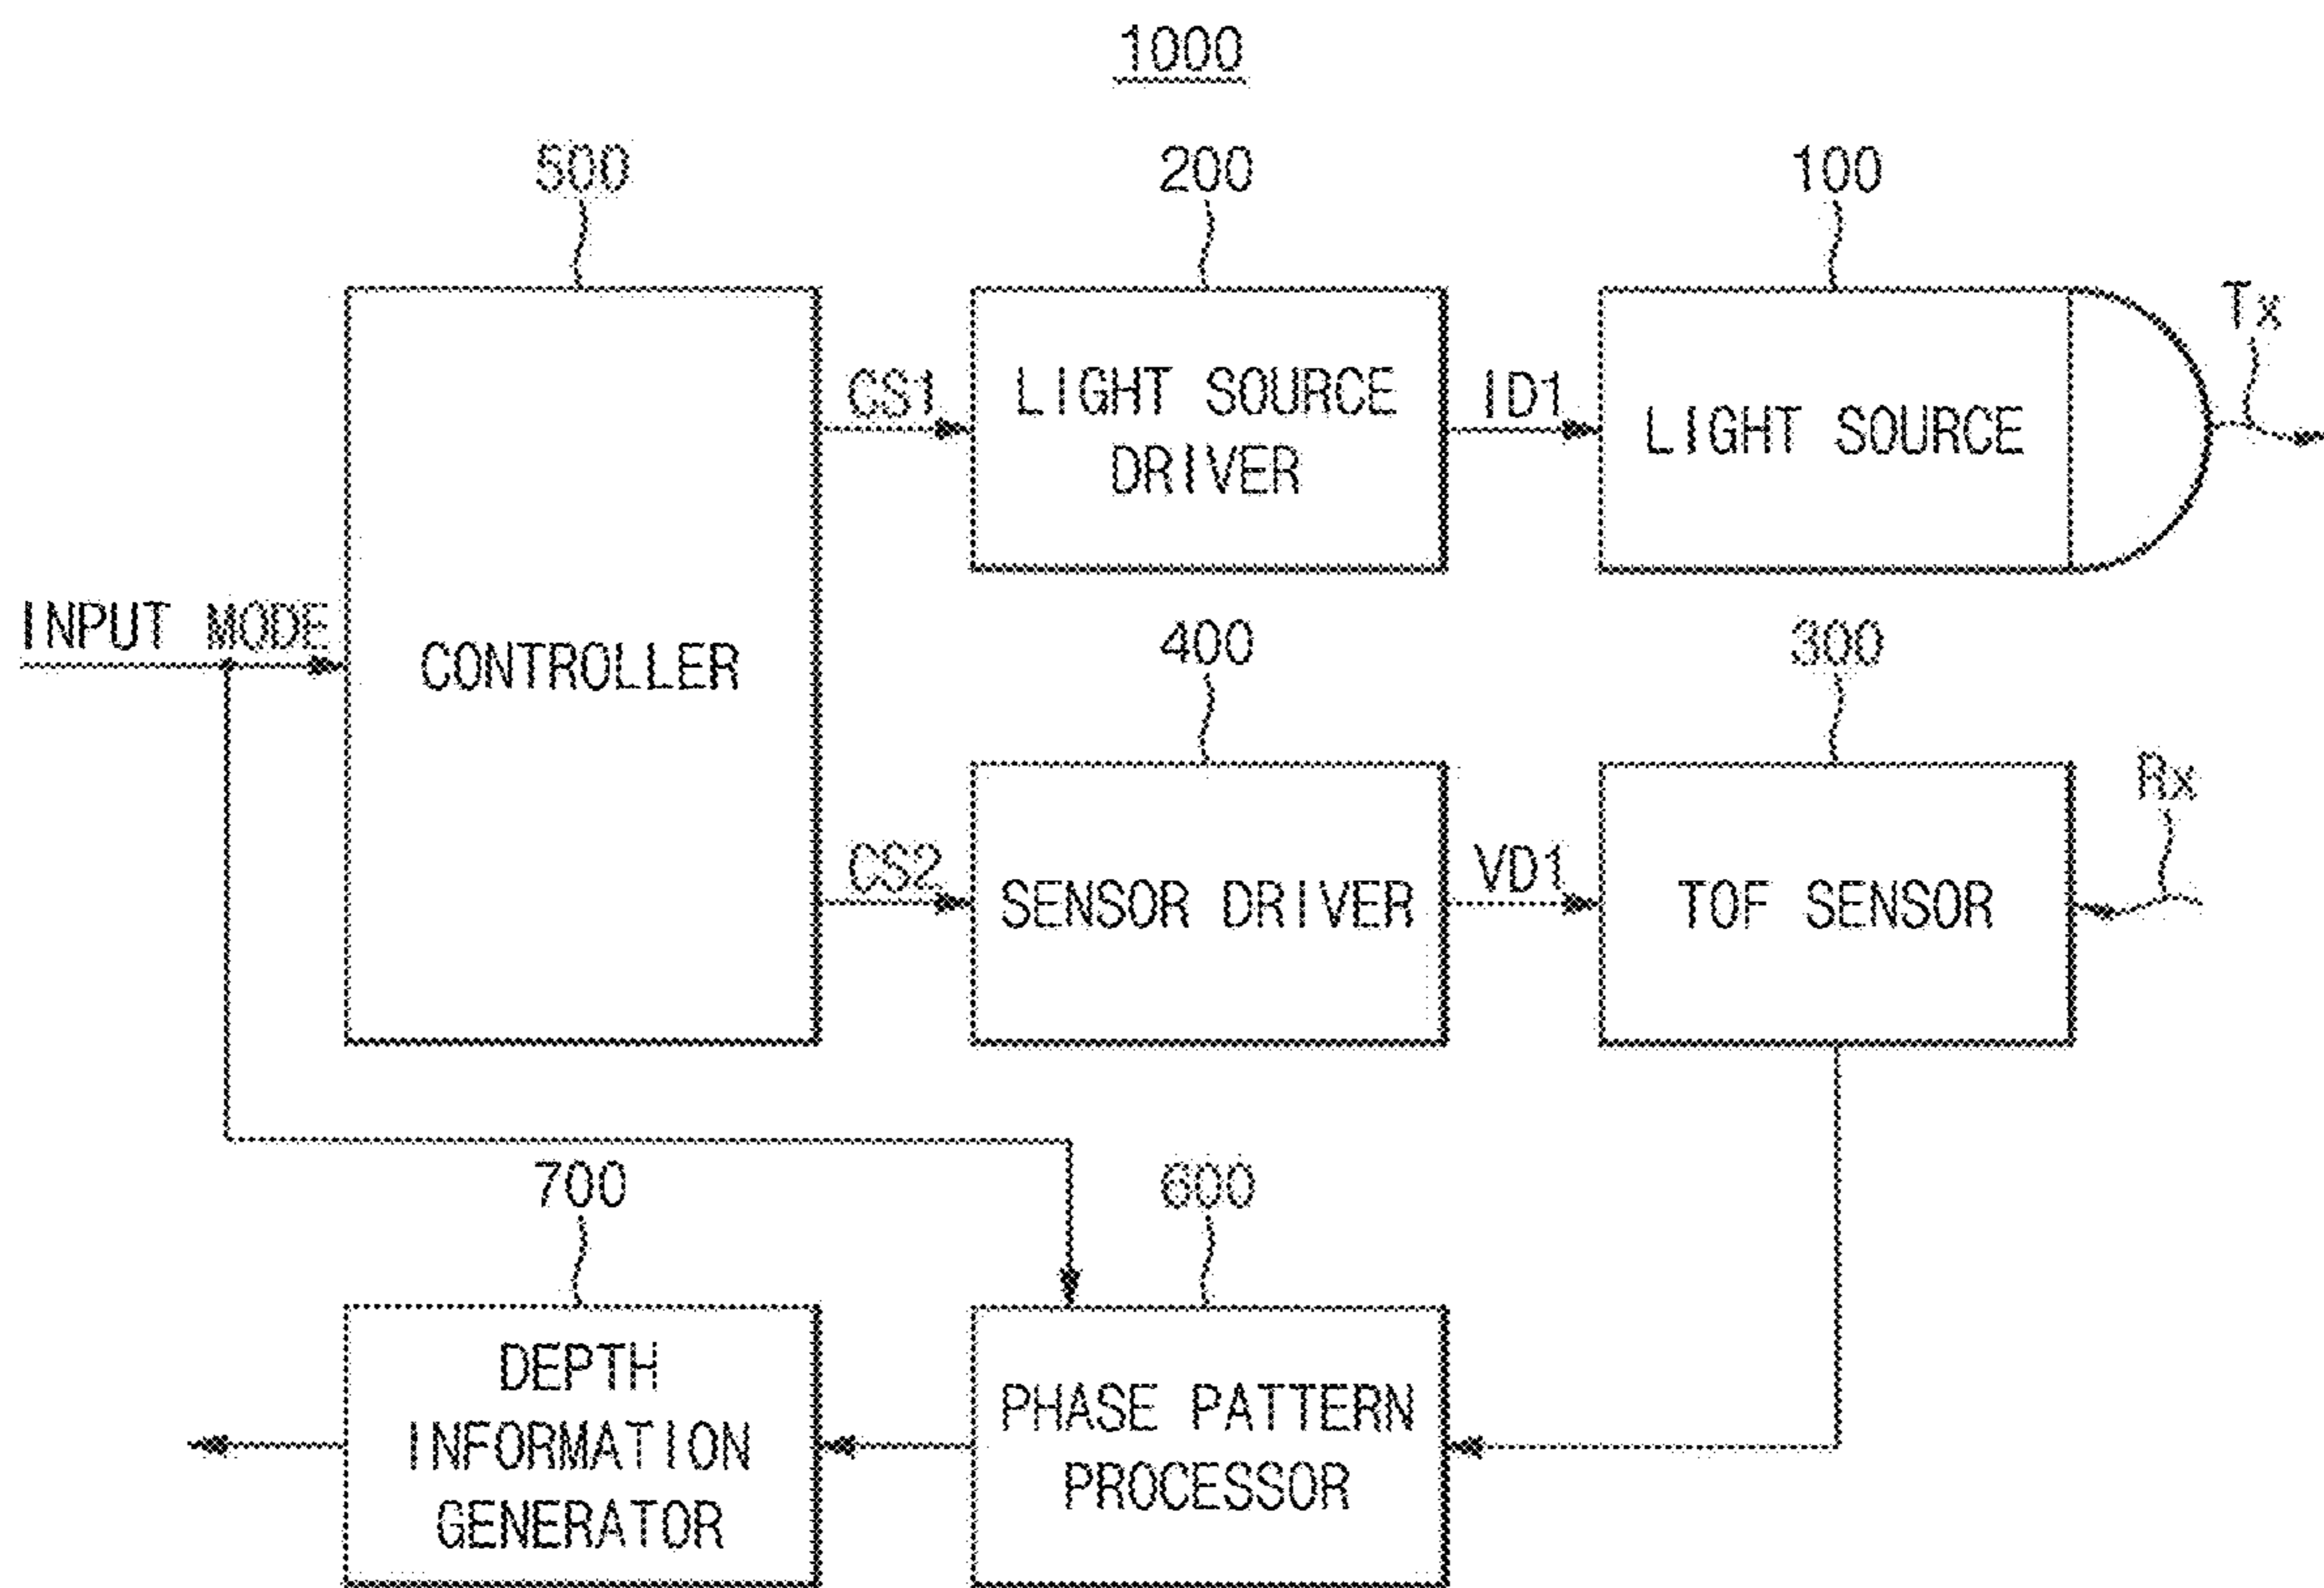 1000
500
200
100
Tx
CS1
LIGHT SOURCE
DRIVER
ID1
LIGHT SOURCE
INPUT MODE
CONTROLLER
400
300
Rx
CS2
SENSOR DRIVER
VD1
TOF SENSOR
700
600
DEPTH
INFORMATION
GENERATOR
PHASE PATTERN
PROCESSOR